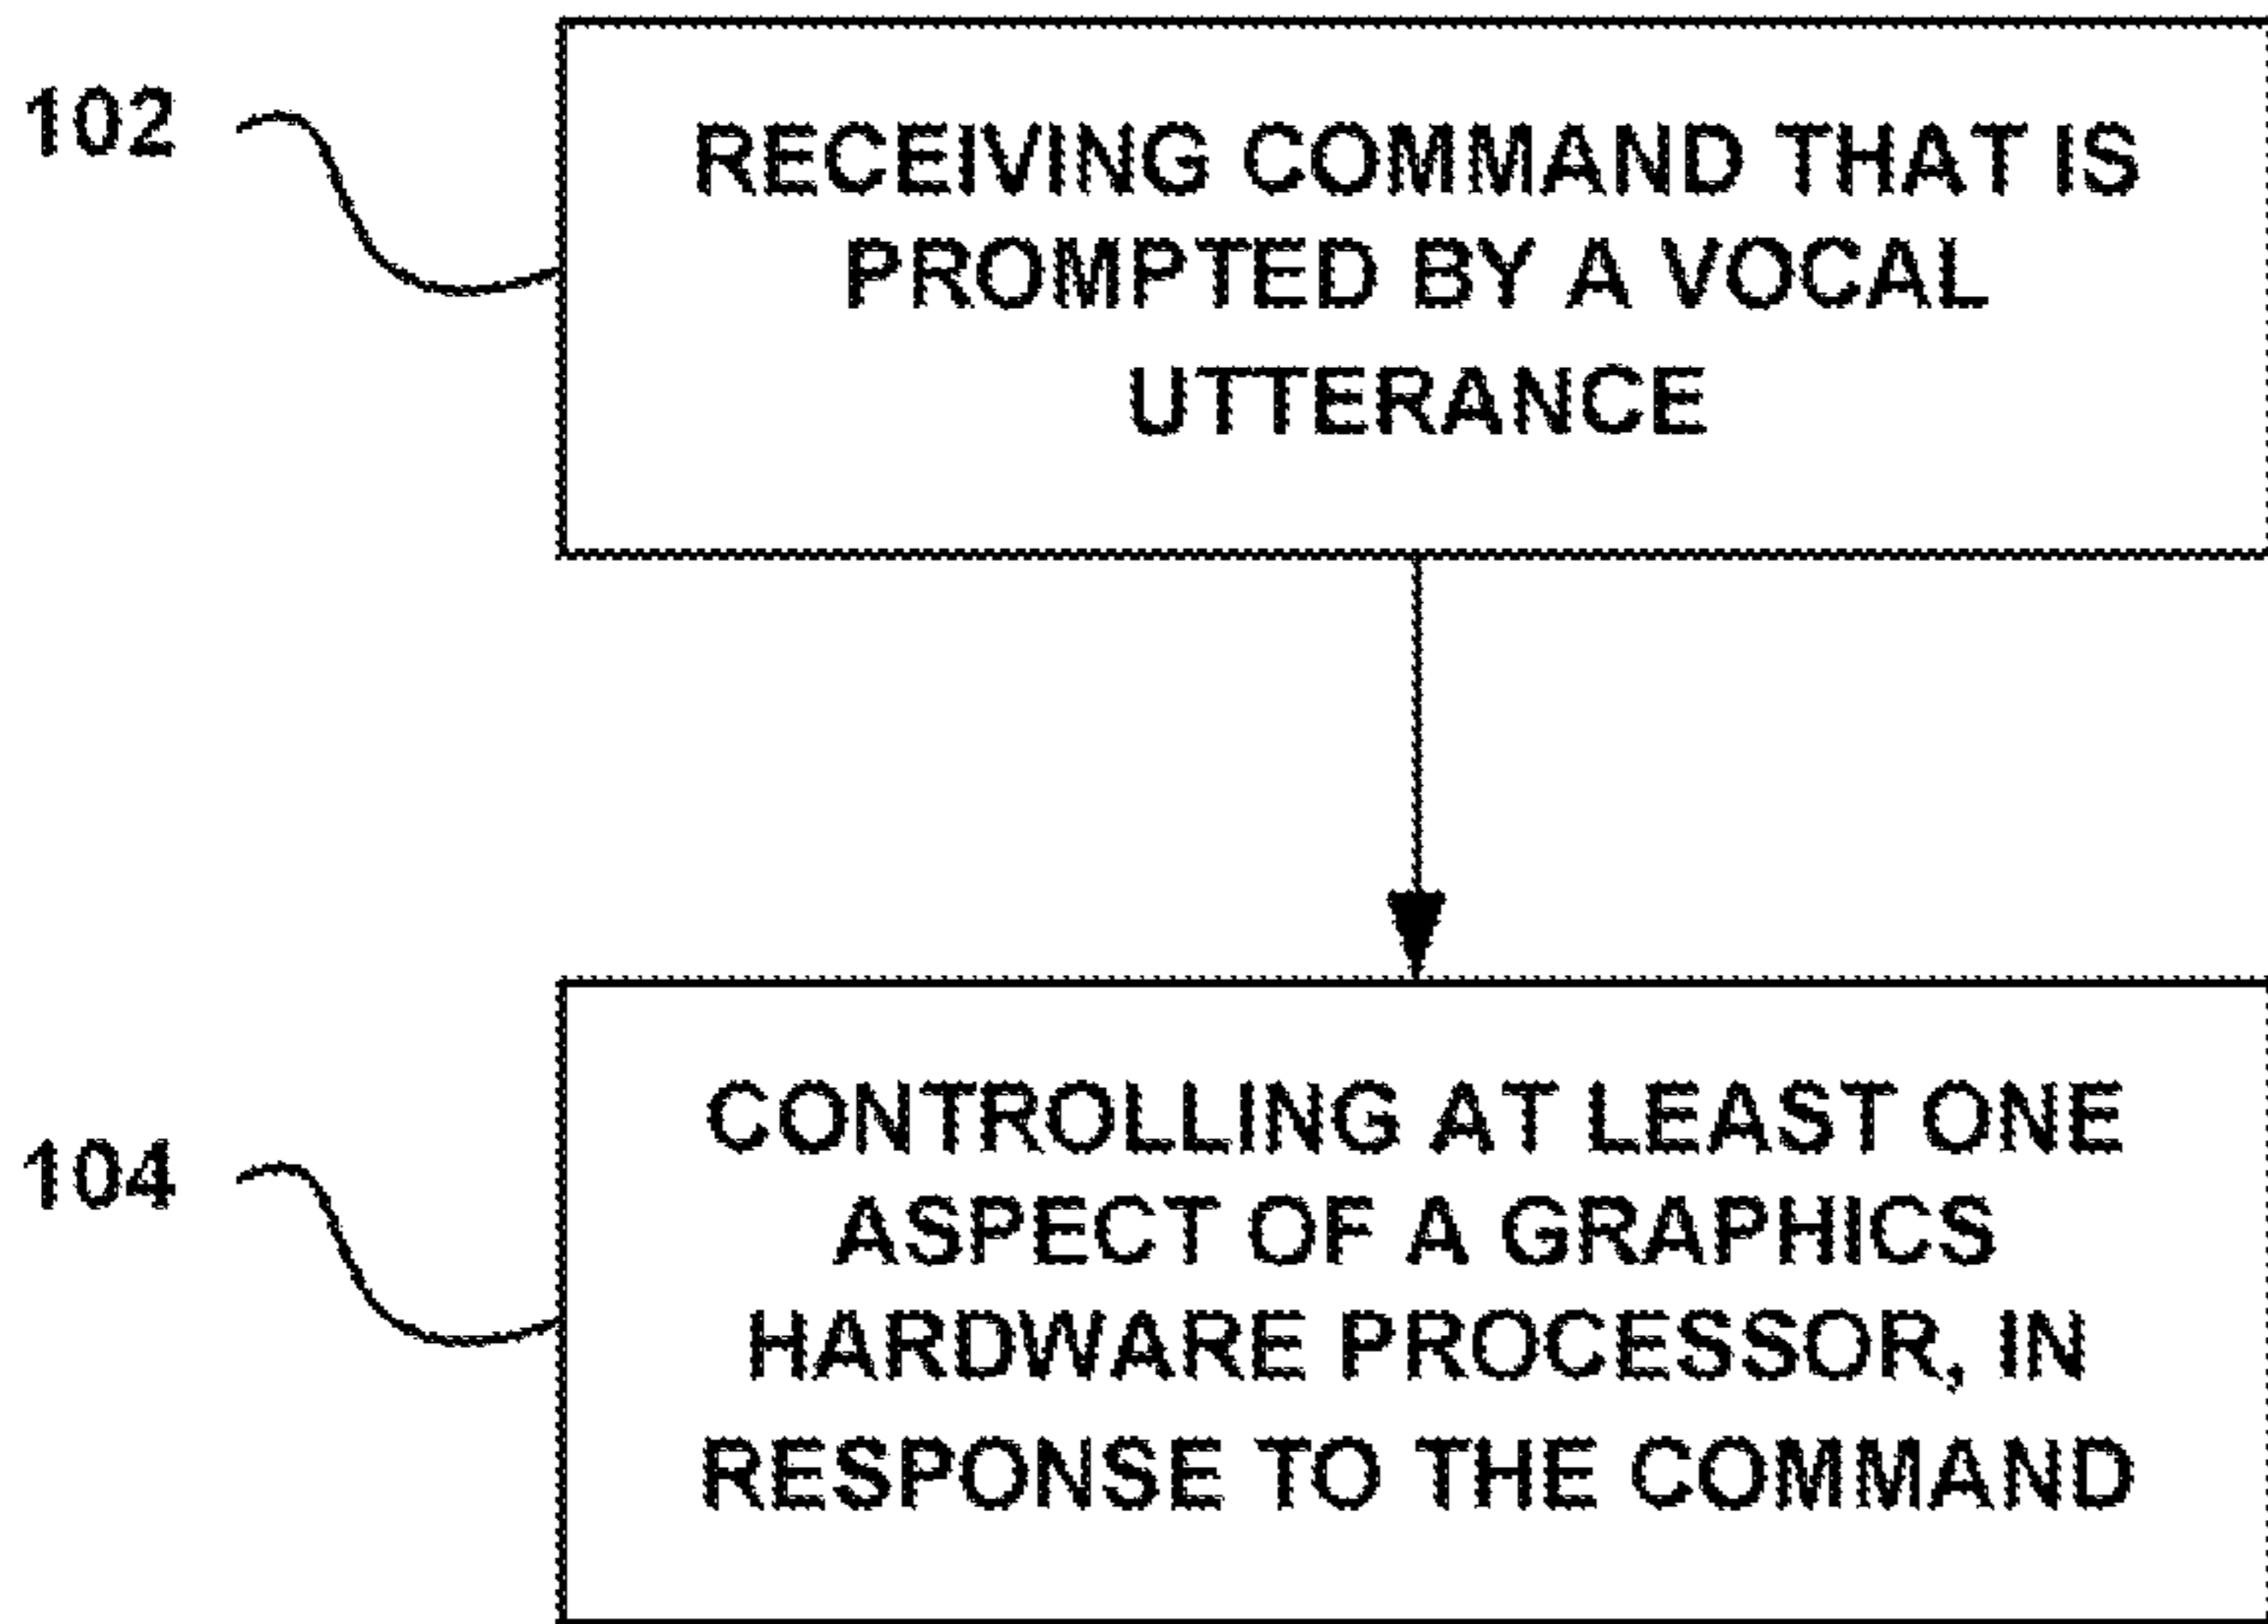 102
RECEIVING COMMAND THAT IS
PROMPTED BY A VOCAL
UTTERANCE
104
CONTROLLING AT LEAST ONE
ASPECT OF A GRAPHICS
HARDWARE PROCESSOR, IN
RESPONSE TO THE COMMAND